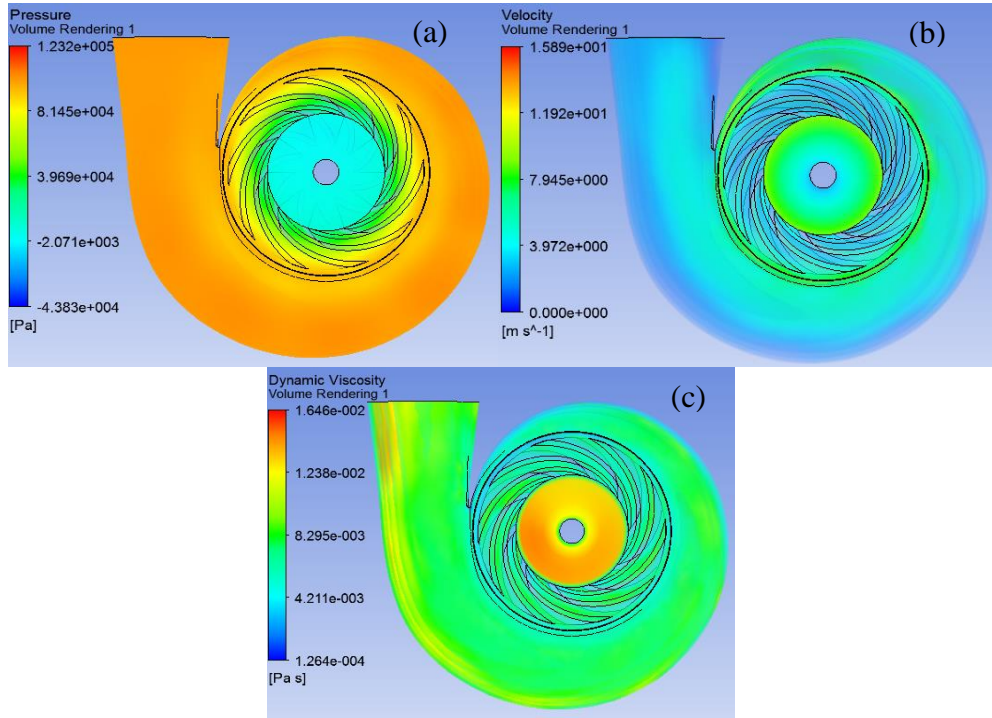 Pressure
Volume Rendering 1
(a)
1.232e+005
8.145e+004
3.969e+004
-2.071e+003
-4.383e+004
[Pa]
Velocity
Volume Rendering 1
(b)
1.589e+001
1.192e+001
7.945e+000
3.972e+000
0.000e+000
[m s^-1]
Dynamic Viscosity
Volume Rendering 1
(c)
1.646e-002
1.238e-002
8.295e-003
4.211e-003
1.264e-004
[Pa s]